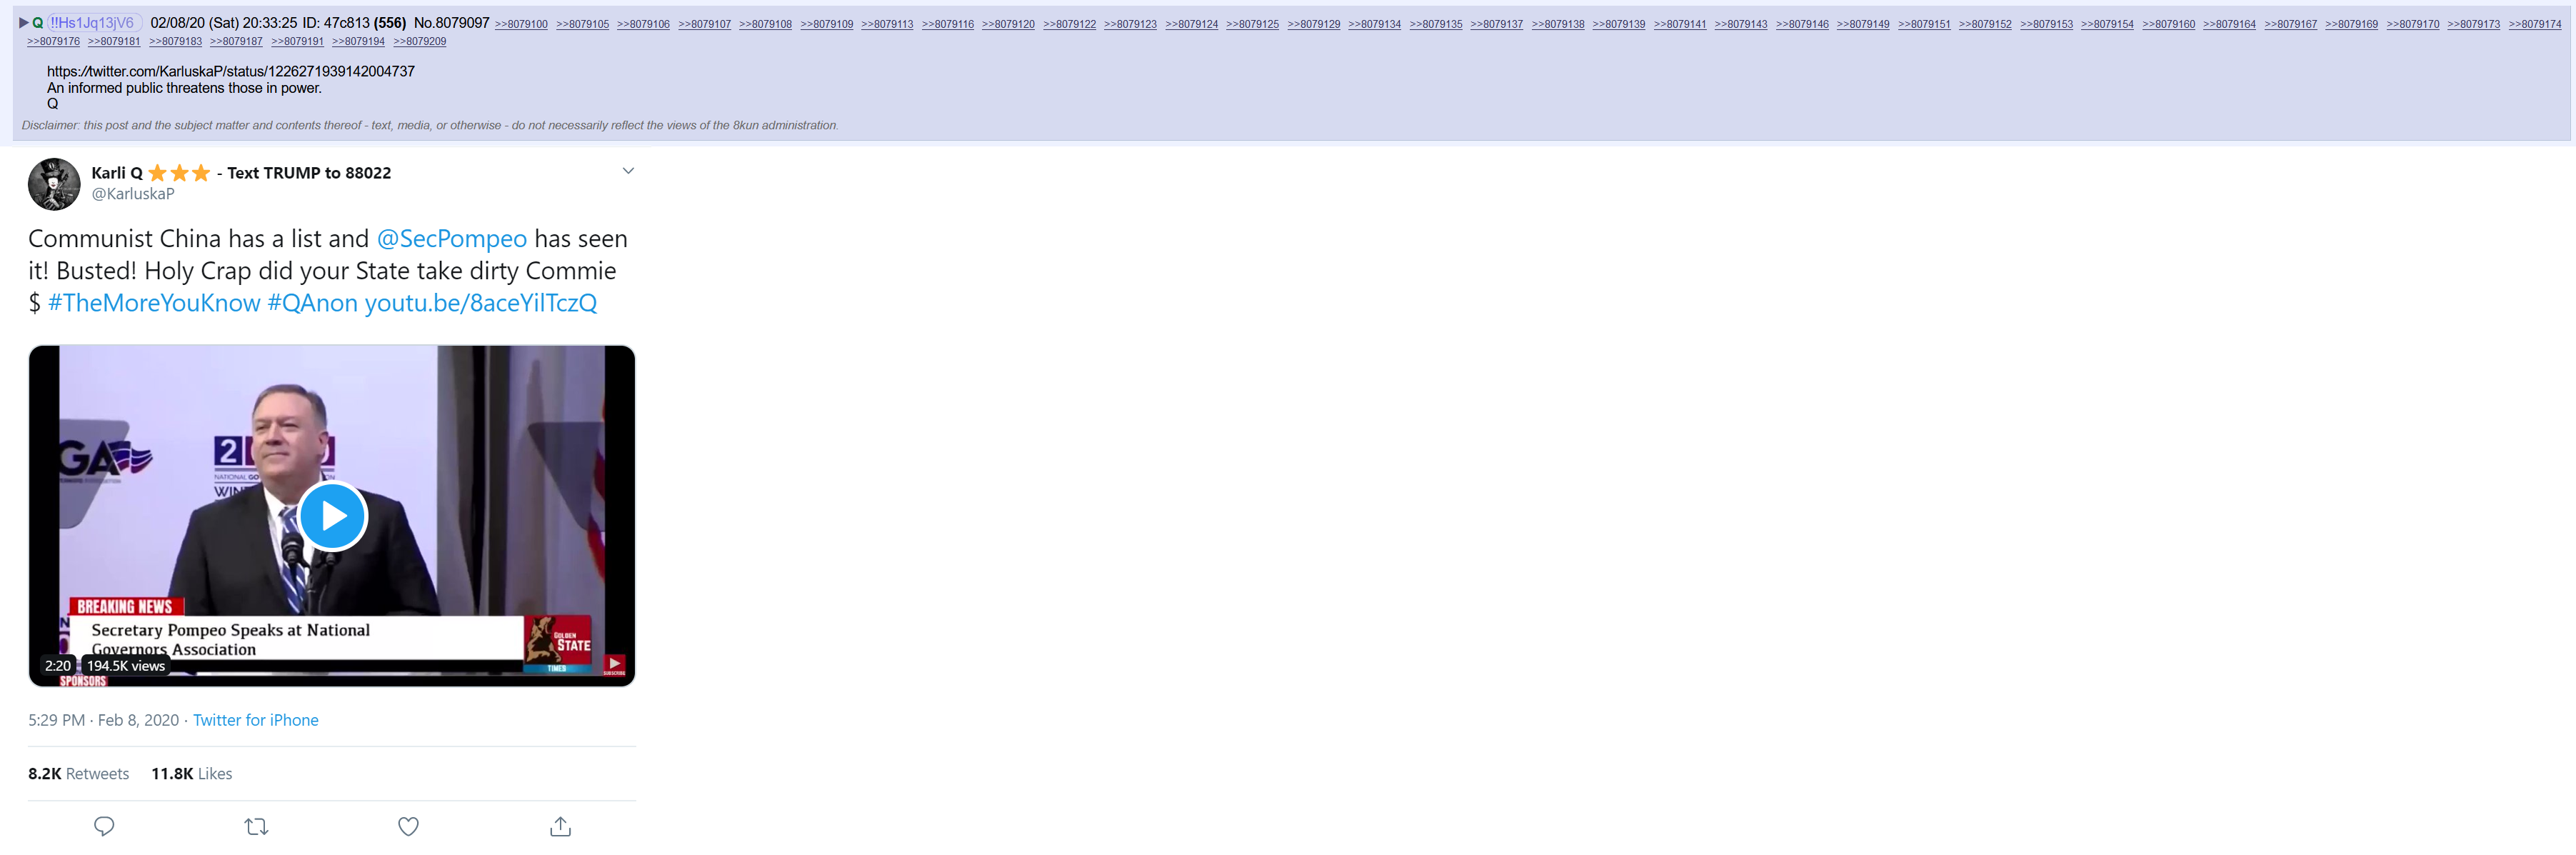 Q !!Hs1Jq13jV6 02/08/20 (Sat) 20:33:25 ID: 47c813 (556) No.8079097 >>8079100 >>8079105 >>8079106 >>8079107 >>8079108 >>8079109 >>8079113 >>8079116 >>8079120 >>8079122 >>8079123 >>8079124 >>8079125 >>8079129 >>8079134 >>8079135 >>8079137 >>8079138 >>8079139 >>8079141 >>8079143 >>8079146 >>8079149 >>8079151 >>8079152 >>8079153 >>8079154 >>8079160 >>8079164 >>8079167 >>8079169 >>8079170 >>8079173 >>8079174
>>8079176 >>8079181 >>8079183 >>8079187 >>8079191 >>8079194 >>8079209
https://twitter.com/KarluskaP/status/1226271939142004737
An informed public threatens those in power.
Q
Disclaimer: this post and the subject matter and contents thereof - text, media, or otherwise - do not necessarily reflect the views of the 8kun administration.
Karli Q ⭐⭐⭐ - Text TRUMP to 88022
@KarluskaP
Communist China has a list and @SecPompeo has seen
it! Busted! Holy Crap did your State take dirty Commie
$ #TheMoreYouKnow #QAnon youtu.be/8aceYilTczQ
GA
2
NATIONAL GO
WIN
BREAKING NEWS
Secretary Pompeo Speaks at National
Governors Association
GOLDEN
STATE
TIMES
2:20 194.5K views
SUBSCRIBE
SPONSORS
5:29 PM · Feb 8, 2020 · Twitter for iPhone
8.2K Retweets 11.8K Likes